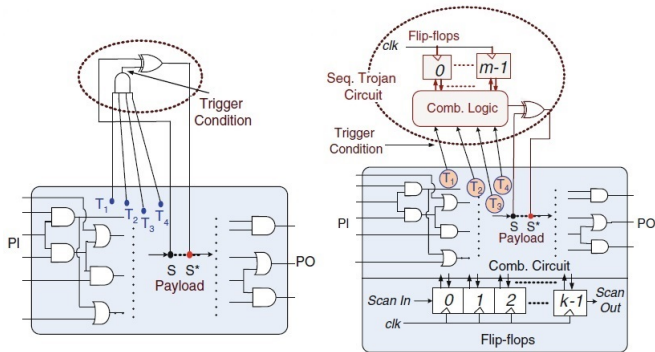 Trigger
Condition
T1
T2
T3
T4
PI
S S*
Payload
PO
clk
Flip-flops
0 m-1
Seq. Trojan
Circuit
Comb. Logic
Trigger
Condition
T1
T2
T3
T4
PI
S S*
Payload
PO
Comb. Circuit
Scan In
0 1 2 k-1
Scan
Out
clk
Flip-flops